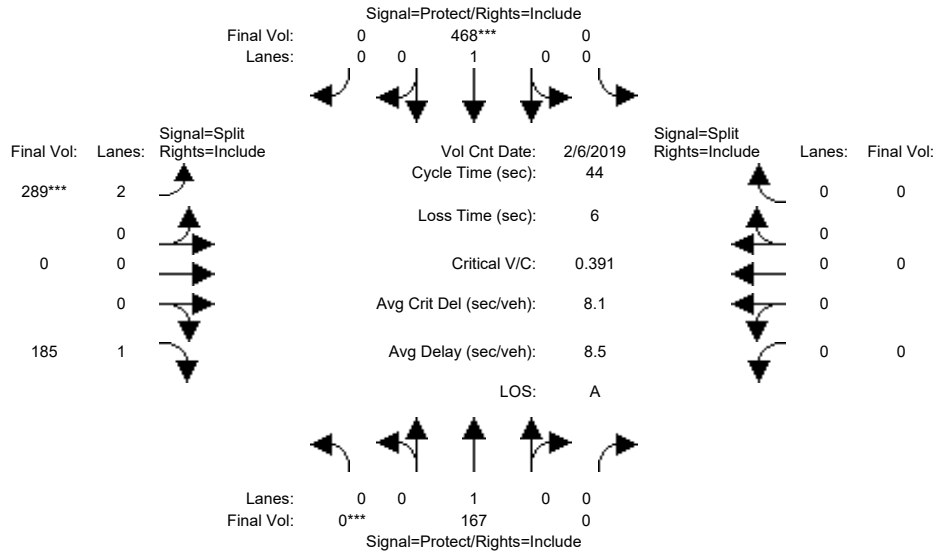 Signal=Protect/Rights=Include
Final Vol: 0 468*** 0
Lanes: 0 0 1 0 0
Signal=Split Signal=Split
Final Vol: Lanes: Rights=Include Vol Cnt Date: 2/6/2019 Rights=Include Lanes: Final Vol:
Cycle Time (sec): 44
289*** 2 0 0
Loss Time (sec): 6
0 0
0 0 Critical V/C: 0.391 0 0
0 Avg Crit Del (sec/veh): 8.1 0
185 1 Avg Delay (sec/veh): 8.5 0 0
LOS: A
Lanes: 0 0 1 0 0
Final Vol: 0*** 167 0
Signal=Protect/Rights=Include